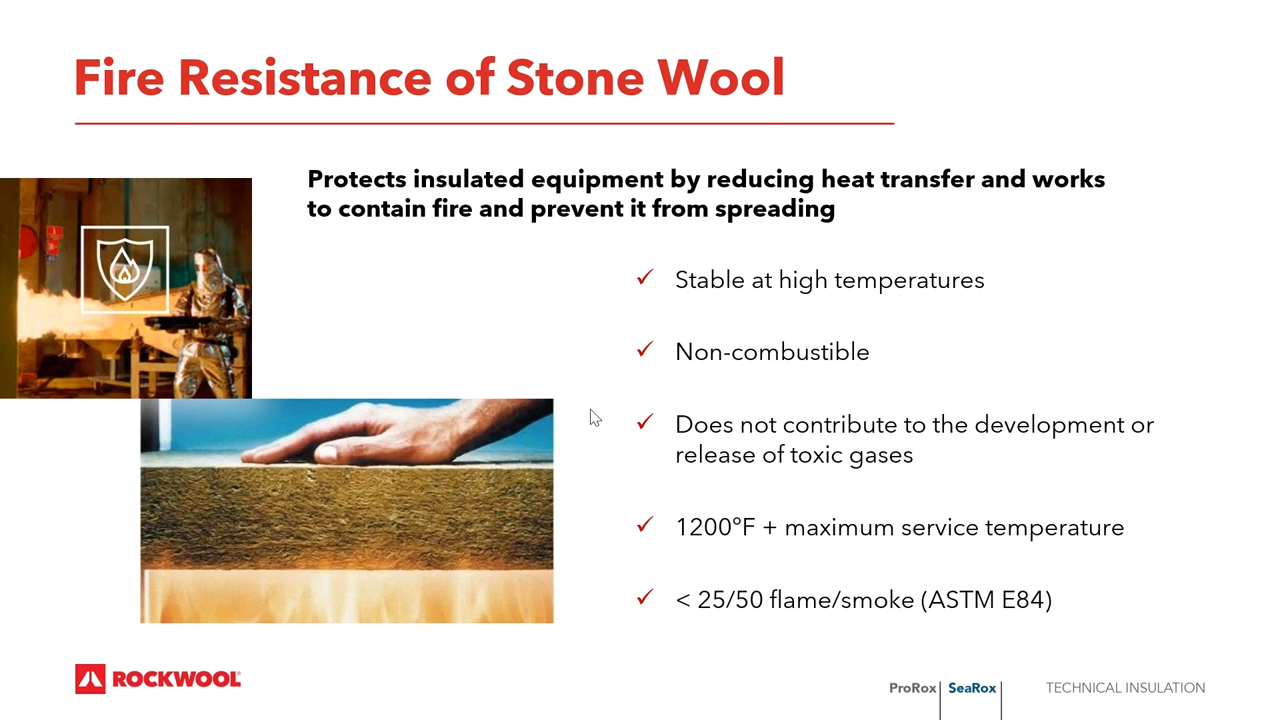 Fire Resistance of Stone Wool
Protects insulated equipment by reducing heat transfer and works
to contain fire and prevent it from spreading
Stable at high temperatures
Non-combustible
Does not contribute to the development or
release of toxic gases
1200°F + maximum service temperature
< 25/50 flame/smoke (ASTM E84)
ROCKWOOL®
ProRox SeaRox TECHNICAL INSULATION